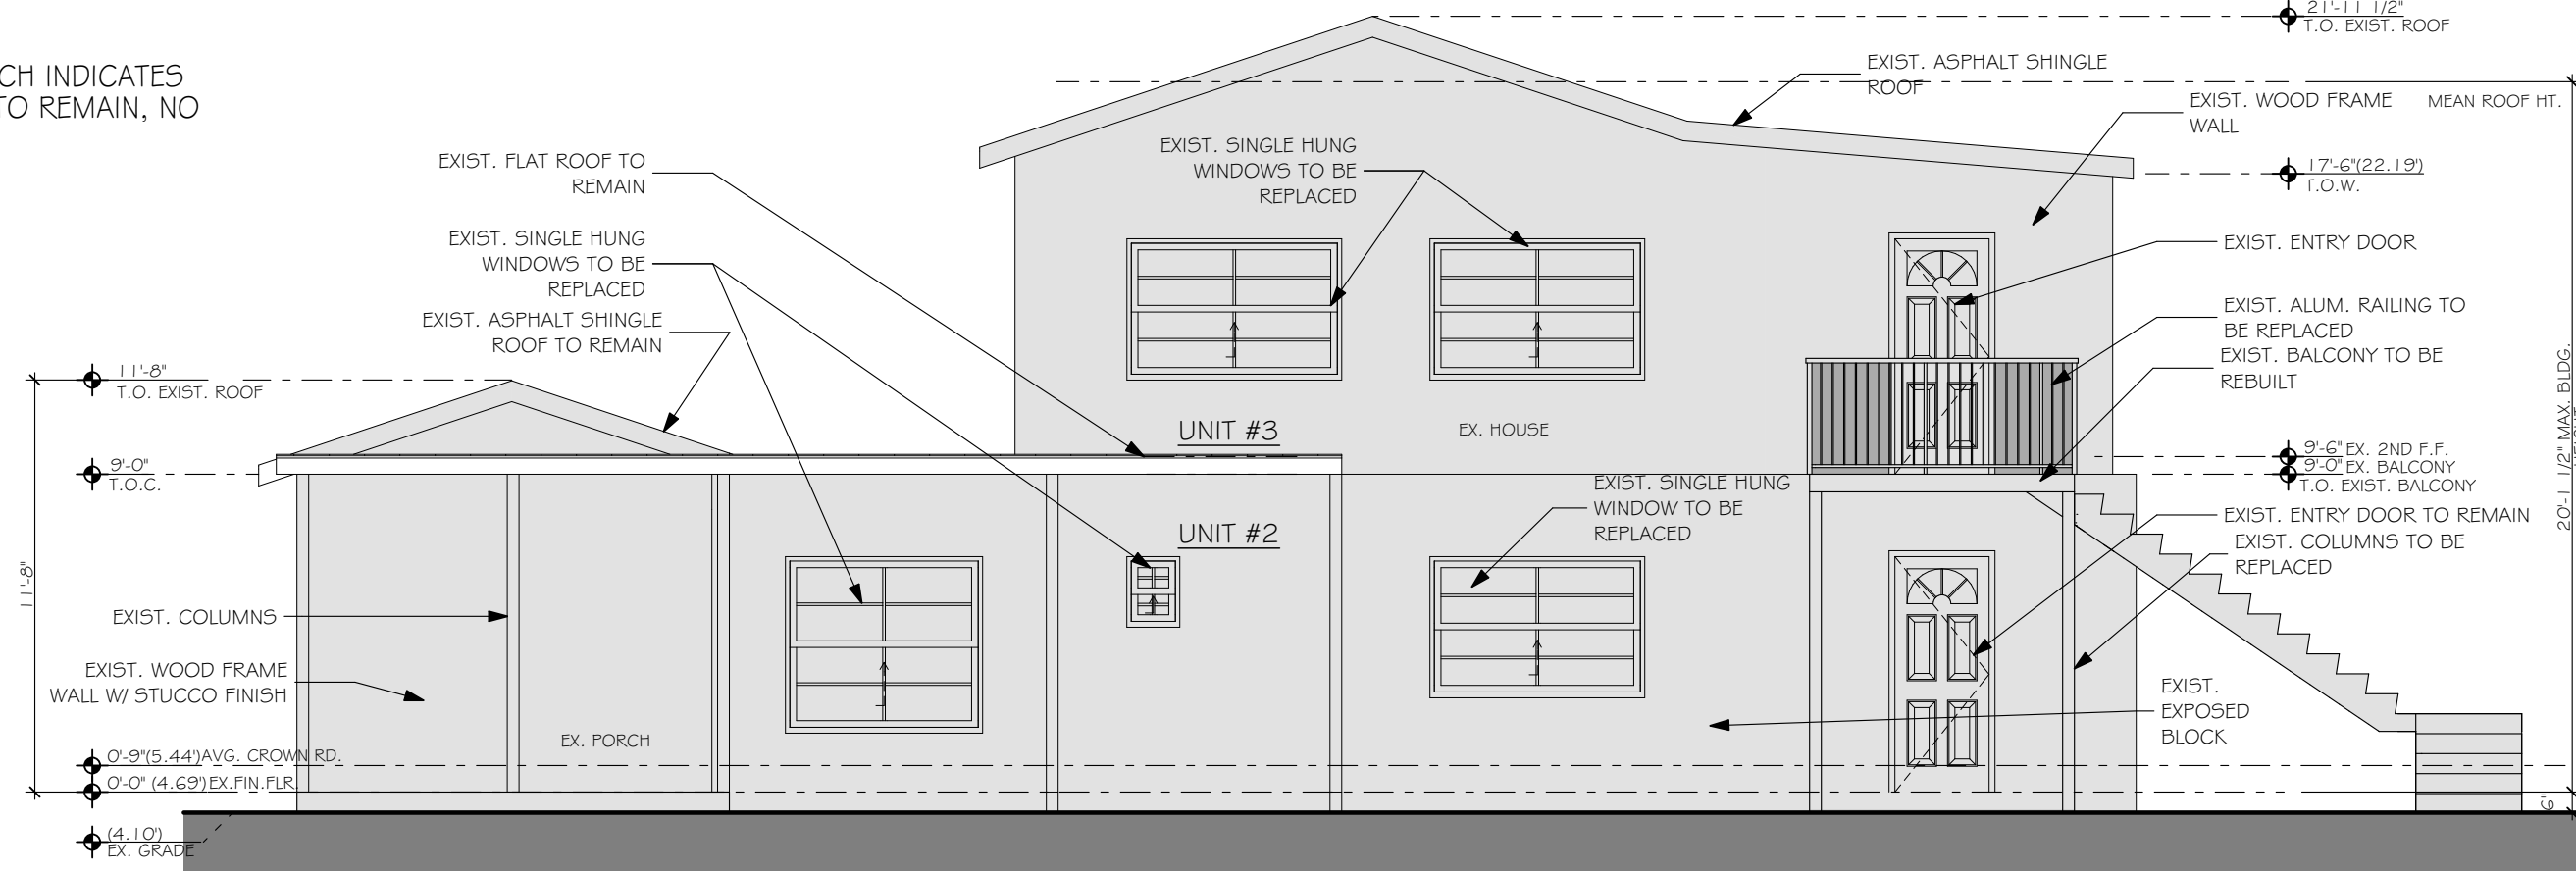 CH INDICATES
TO REMAIN, NO
21'-11 1/2"
T.O. EXIST. ROOF
EXIST. ASPHALT SHINGLE
ROOF
EXIST. WOOD FRAME
WALL
MEAN ROOF HT.
EXIST. FLAT ROOF TO
REMAIN
EXIST. SINGLE HUNG
WINDOWS TO BE
REPLACED
17'-6"(22.19')
T.O.W.
EXIST. SINGLE HUNG
WINDOWS TO BE
REPLACED
EXIST. ENTRY DOOR
EXIST. ASPHALT SHINGLE
ROOF TO REMAIN
EXIST. ALUM. RAILING TO
BE REPLACED
EXIST. BALCONY TO BE
REBUILT
11'-8"
T.O. EXIST. ROOF
UNIT #3
EX. HOUSE
9'-0"
T.O.C.
9'-6" EX. 2ND F.F.
9'-0" EX. BALCONY
T.O. EXIST. BALCONY
EXIST. SINGLE HUNG
WINDOW TO BE
REPLACED
UNIT #2
EXIST. ENTRY DOOR TO REMAIN
EXIST. COLUMNS TO BE
REPLACED
20'-1 1/2" MAX. BLDG.
11'-8"
EXIST. COLUMNS
EXIST. WOOD FRAME
WALL W/ STUCCO FINISH
EXIST.
EXPOSED
BLOCK
EX. PORCH
0'-9"(5.44')AVG. CROWN RD.
0'-0" (4.69')EX.FIN.FLR.
6"
(4.10')
EX. GRADE